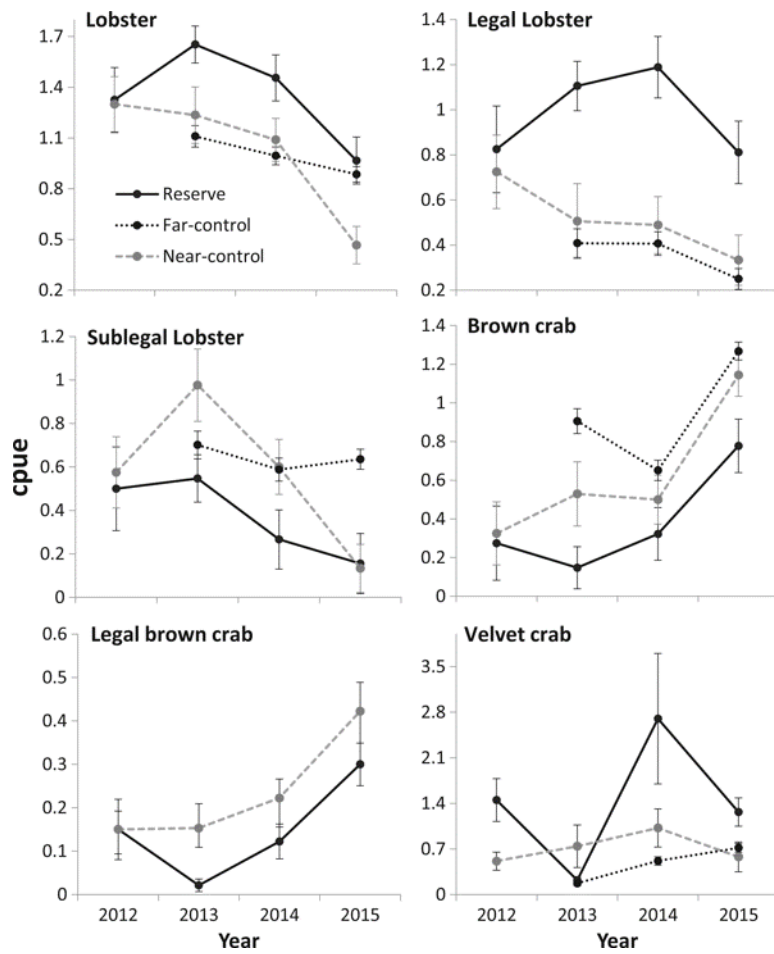 Lobster
1.7
1.4
1.1
0.8
0.5
0.2
Reserve
Far-control
Near-control
Legal Lobster
1.4
1.2
1
0.8
0.6
0.4
0.2
Sublegal Lobster
1.2
1
0.8
0.6
0.4
0.2
0
cpue
Brown crab
1.4
1.2
1
0.8
0.6
0.4
0.2
0
Legal brown crab
0.6
0.5
0.4
0.3
0.2
0.1
0
2012 2013 2014 2015
Year
Velvet crab
3.5
2.8
2.1
1.4
0.7
0
2012 2013 2014 2015
Year